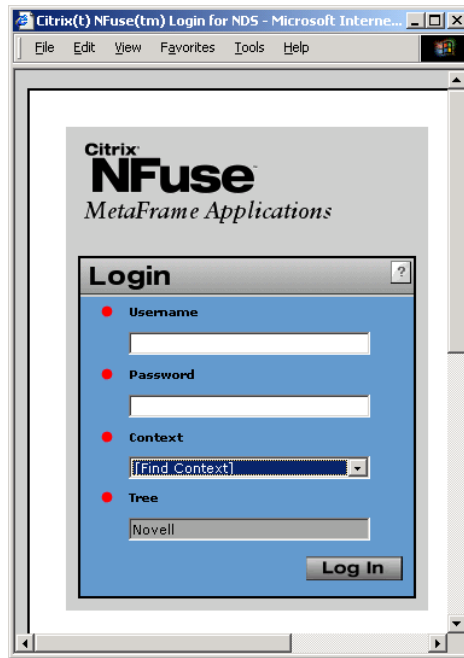 Citrix(t) NFuse(tm) Login for NDS - Microsoft Interne...
File Edit View Favorites Tools Help
Citrix
NFuse
MetaFrame Applications
Login
?
Username
Password
Context
[Find Context]
Tree
Novell
Log In